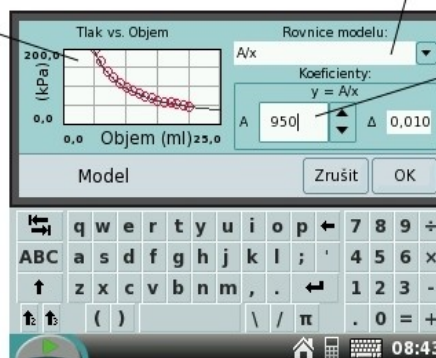 Tlak vs. Objem
200,0
(kPa)
0,0
0,0 Objem (ml) 25,0
Rovnice modelu:
A/x
Koeficienty:
y = A/x
A 950 Δ 0,010
Model Zrušit OK
q w e r t y u i o p 7 8 9 ÷
ABC a s d f g h j k l ; ' 4 5 6 ×
z x c v b n m , . 1 2 3 -
( ) \ / π . 0 = +
08:43